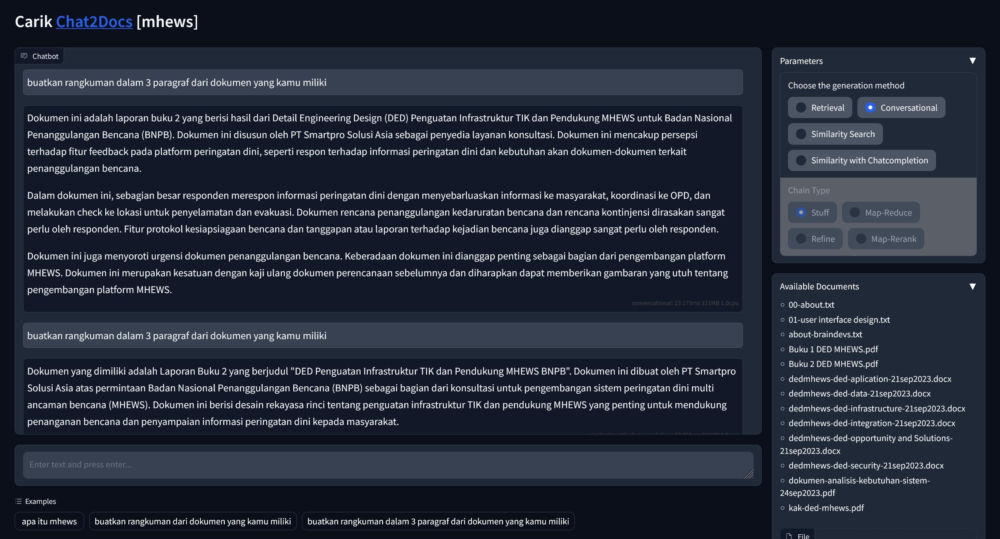 Carik Chat2Docs [mhews]
Chatbot
buatkan rangkuman dalam 3 paragraf dari dokumen yang kamu miliki
Dokumen ini adalah laporan buku 2 yang berisi hasil dari Detail Engineering Design (DED) Penguatan Infrastruktur TIK dan Pendukung MHEWS untuk Badan Nasional
Penanggulangan Bencana (BNPB). Dokumen ini disusun oleh PT Smartpro Solusi Asia sebagai penyedia layanan konsultasi. Dokumen ini mencakup persepsi
terhadap fitur feedback pada platform peringatan dini, seperti respon terhadap informasi peringatan dini dan kebutuhan akan dokumen-dokumen terkait
penanggulangan bencana.
Dalam dokumen ini, sebagian besar responden merespon informasi peringatan dini dengan menyebarluaskan informasi ke masyarakat, koordinasi ke OPD, dan
melakukan check ke lokasi untuk penyelamatan dan evakuasi. Dokumen rencana penanggulangan kedaruratan bencana dan rencana kontinjensi dirasakan sangat
perlu oleh responden. Fitur protokol kesiapsiagaan bencana dan tanggapan atau laporan terhadap kejadian bencana juga dianggap sangat perlu oleh responden.
Dokumen ini juga menyoroti urgensi dokumen penanggulangan bencana. Keberadaan dokumen ini dianggap penting sebagai bagian dari pengembangan platform
MHEWS. Dokumen ini merupakan kesatuan dengan kaji ulang dokumen perencanaan sebelumnya dan diharapkan dapat memberikan gambaran yang utuh tentang
pengembangan platform MHEWS.
conversational: 23.173ms 321MB 1.0cpu
buatkan rangkuman dalam 3 paragraf dari dokumen yang kamu miliki
Dokumen yang dimiliki adalah Laporan Buku 2 yang berjudul "DED Penguatan Infrastruktur TIK dan Pendukung MHEWS BNPB". Dokumen ini dibuat oleh PT Smartpro
Solusi Asia atas permintaan Badan Nasional Penanggulangan Bencana (BNPB) sebagai bagian dari konsultasi untuk pengembangan sistem peringatan dini multi
ancaman bencana (MHEWS). Dokumen ini berisi desain rekayasa rinci tentang penguatan infrastruktur TIK dan pendukung MHEWS yang penting untuk mendukung
penanganan bencana dan penyampaian informasi peringatan dini kepada masyarakat.
Enter text and press enter...
Examples
apa itu mhews
buatkan rangkuman dari dokumen yang kamu miliki
buatkan rangkuman dalam 3 paragraf dari dokumen yang kamu miliki
Parameters
Choose the generation method
Retrieval
Conversational
Similarity Search
Similarity with Chatcompletion
Chain Type
Stuff
Map-Reduce
Refine
Map-Rerank
Available Documents
00-about.txt
01-user interface design.txt
about-braindevs.txt
Buku 1 DED MHEWS.pdf
Buku 2 DED MHEWS.pdf
dedmhews-ded-aplication-21sep2023.docx
dedmhews-ded-data-21sep2023.docx
dedmhews-ded-infrastructure-21sep2023.docx
dedmhews-ded-integration-21sep2023.docx
dedmhews-ded-opportunity and Solutions-
21sep2023.docx
dedmhews-ded-security-21sep2023.docx
dokumen-analisis-kebutuhan-sistem-
24sep2023.pdf
kak-ded-mhews.pdf
File